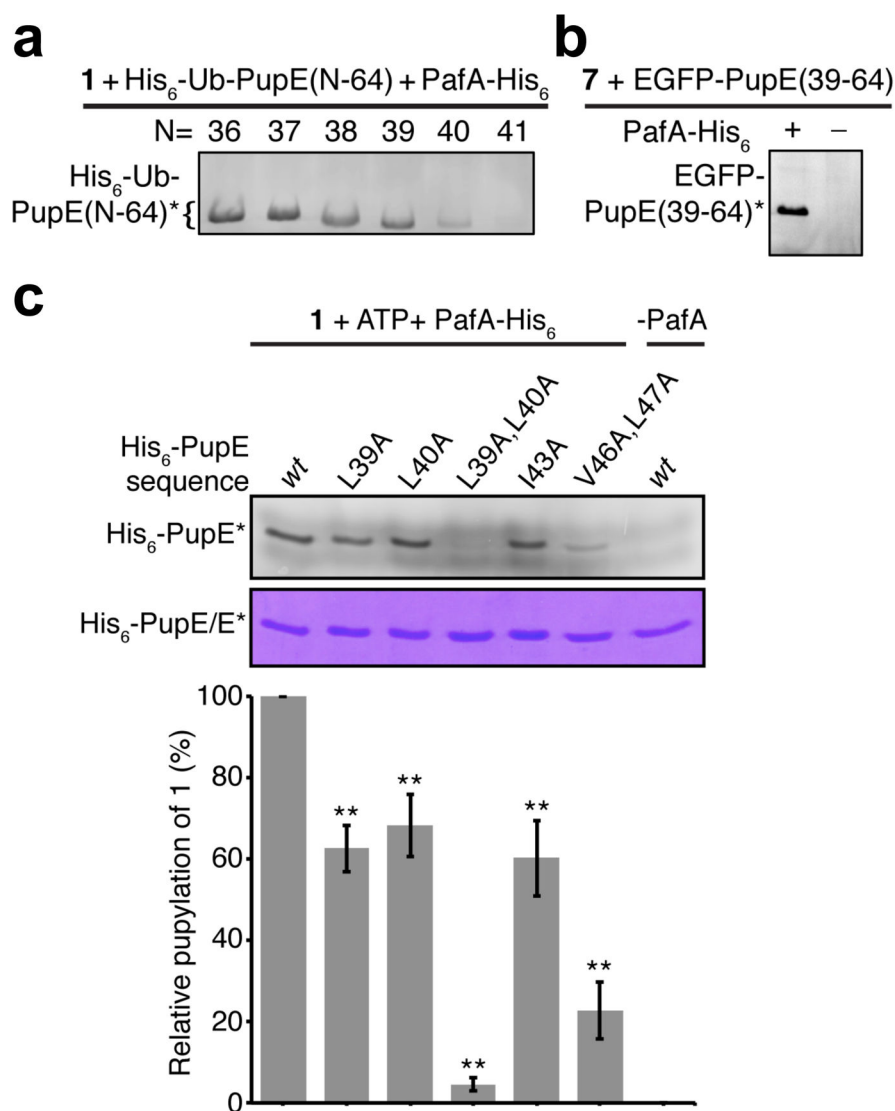 a
1 + His6-Ub-PupE(N-64) + PafA-His6
N= 36 37 38 39 40 41
His6-Ub-
PupE(N-64)* {
b
7 + EGFP-PupE(39-64)
PafA-His6 + −
EGFP-
PupE(39-64)*
c
1 + ATP+ PafA-His6 -PafA
His6-PupE
sequence
wt L39A L40A L39A,L40A I43A V46A,L47A wt
His6-PupE*
His6-PupE/E*
Relative pupylation of 1 (%)
100
80
60
40
20
0
** ** ** ** **